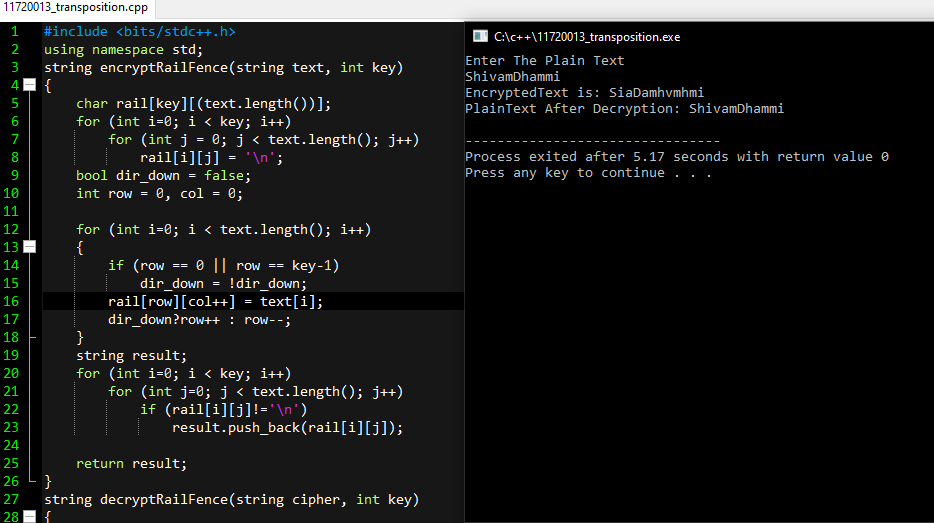 11720013_transposition.cpp
1 #include <bits/stdc++.h>
2 using namespace std;
3 string encryptRailFence(string text, int key)
4 {
5 char rail[key][(text.length())];
6 for (int i=0; i < key; i++)
7 for (int j = 0; j < text.length(); j++)
8 rail[i][j] = '\n';
9 bool dir_down = false;
10 int row = 0, col = 0;
11
12 for (int i=0; i < text.length(); i++)
13 {
14 if (row == 0 || row == key-1)
15 dir_down = !dir_down;
16 rail[row][col++] = text[i];
17 dir_down?row++ : row--;
18 }
19 string result;
20 for (int i=0; i < key; i++)
21 for (int j=0; j < text.length(); j++)
22 if (rail[i][j]!='\n')
23 result.push_back(rail[i][j]);
24
25 return result;
26 }
27 string decryptRailFence(string cipher, int key)
28 {
C:\c++\11720013_transposition.exe
Enter The Plain Text
ShivamDhammi
EncryptedText is: SiaDamhvmhmi
PlainText After Decryption: ShivamDhammi
--------------------------------
Process exited after 5.17 seconds with return value 0
Press any key to continue . . .